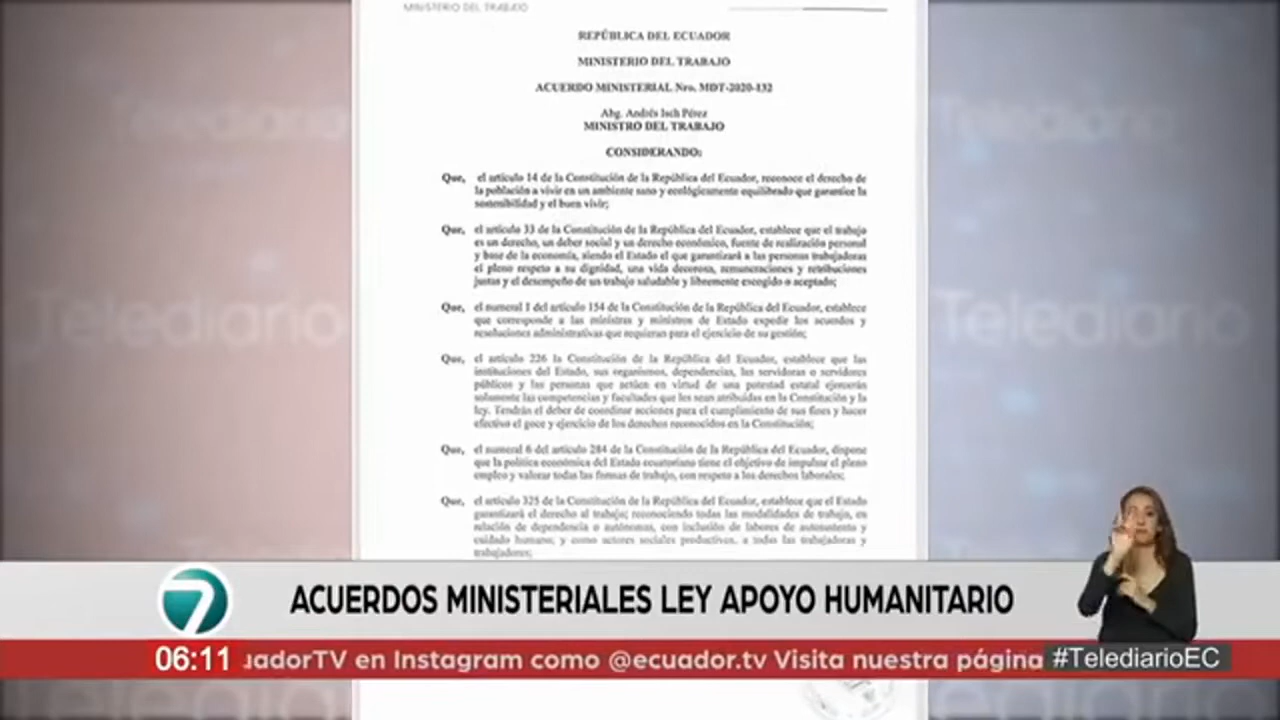 MINISTERIO DEL TRABAJO
REPÚBLICA DEL ECUADOR
MINISTERIO DEL TRABAJO
ACUERDO MINISTERIAL Nro. MDT-2020-132
Abg. Andrés Isch Pérez
MINISTRO DEL TRABAJO
CONSIDERANDO:
Que, el artículo 14 de la Constitución de la República del Ecuador, reconoce el derecho de
la población a vivir en un ambiente sano y ecológicamente equilibrado que garantice la
sostenibilidad y el buen vivir;
Que, el artículo 33 de la Constitución de la República del Ecuador, establece que el trabajo
es un derecho, un deber social y un derecho económico, fuente de realización personal
y base de la economía, siendo el Estado el que garantizará a las personas trabajadoras
el pleno respeto a su dignidad, una vida decorosa, remuneraciones y retribuciones
justas y el desempeño de un trabajo saludable y libremente escogido o aceptado;
Que, el numeral 1 del artículo 154 de la Constitución de la República del Ecuador, establece
que corresponde a las ministras y ministros de Estado expedir los acuerdos y
resoluciones administrativas que requieran para el ejercicio de su gestión;
Que, el artículo 226 la Constitución de la República del Ecuador, establece que las
instituciones del Estado, sus organismos, dependencias, las servidoras o servidores
públicos y las personas que actúen en virtud de una potestad estatal ejercerán
solamente las competencias y facultades que les sean atribuidas en la Constitución y la
ley. Tendrán el deber de coordinar acciones para el cumplimiento de sus fines y hacer
efectivo el goce y ejercicio de los derechos reconocidos en la Constitución;
Que, el numeral 6 del artículo 284 de la Constitución de la República del Ecuador, dispone
que la política económica del Estado ecuatoriano tiene el objetivo de impulsar el pleno
empleo y valorar todas las formas de trabajo, con respeto a los derechos laborales;
Que, el artículo 325 de la Constitución de la República del Ecuador, establece que el Estado
garantizará el derecho al trabajo; reconociendo todas las modalidades de trabajo, en
relación de dependencia o autónomas, con inclusión de labores de autosustento y
cuidado humano; y como actores sociales productivos, a todas las trabajadoras y
trabajadores;
Telediario
Telediario
Telediario
Telediario
7
ACUERDOS MINISTERIALES LEY APOYO HUMANITARIO
06:11 uadorTV en Instagram como @ecuador.tv Visita nuestra página #TelediarioEC
Telediario
Telediario